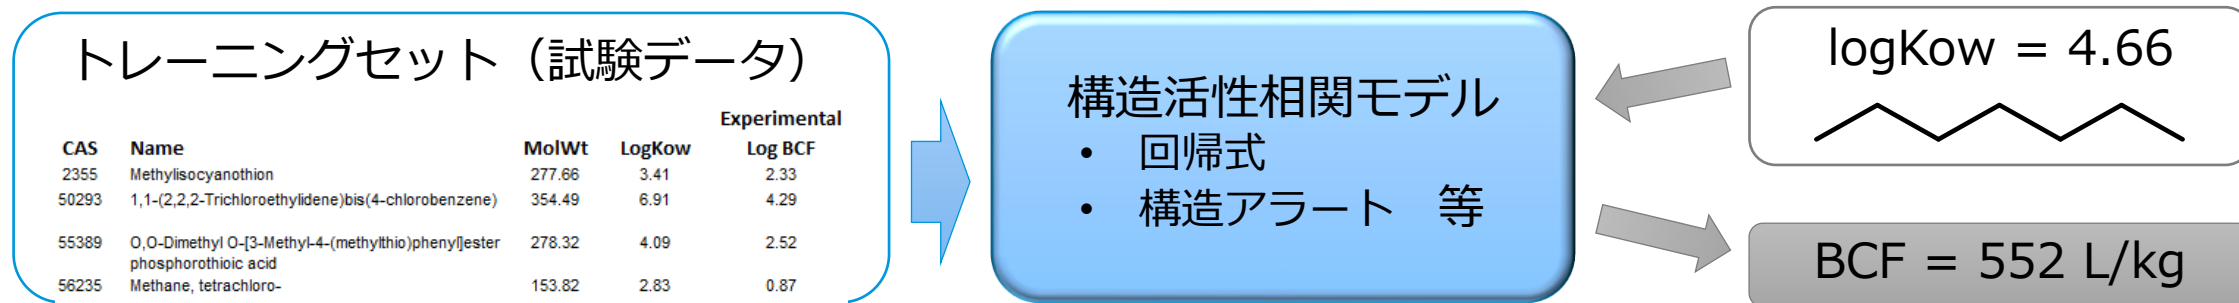 トレーニングセット（試験データ）
Experimental
CAS Name MolWt LogKow Log BCF
2355 Methylisocyanothion 277.66 3.41 2.33
50293 1,1-(2,2,2-Trichloroethylidene)bis(4-chlorobenzene) 354.49 6.91 4.29
55389 O,O-Dimethyl O-[3-Methyl-4-(methylthio)phenyl]ester 278.32 4.09 2.52
phosphorothioic acid
56235 Methane, tetrachloro- 153.82 2.83 0.87
構造活性相関モデル
• 回帰式
• 構造アラート　等
logKow = 4.66
BCF = 552 L/kg